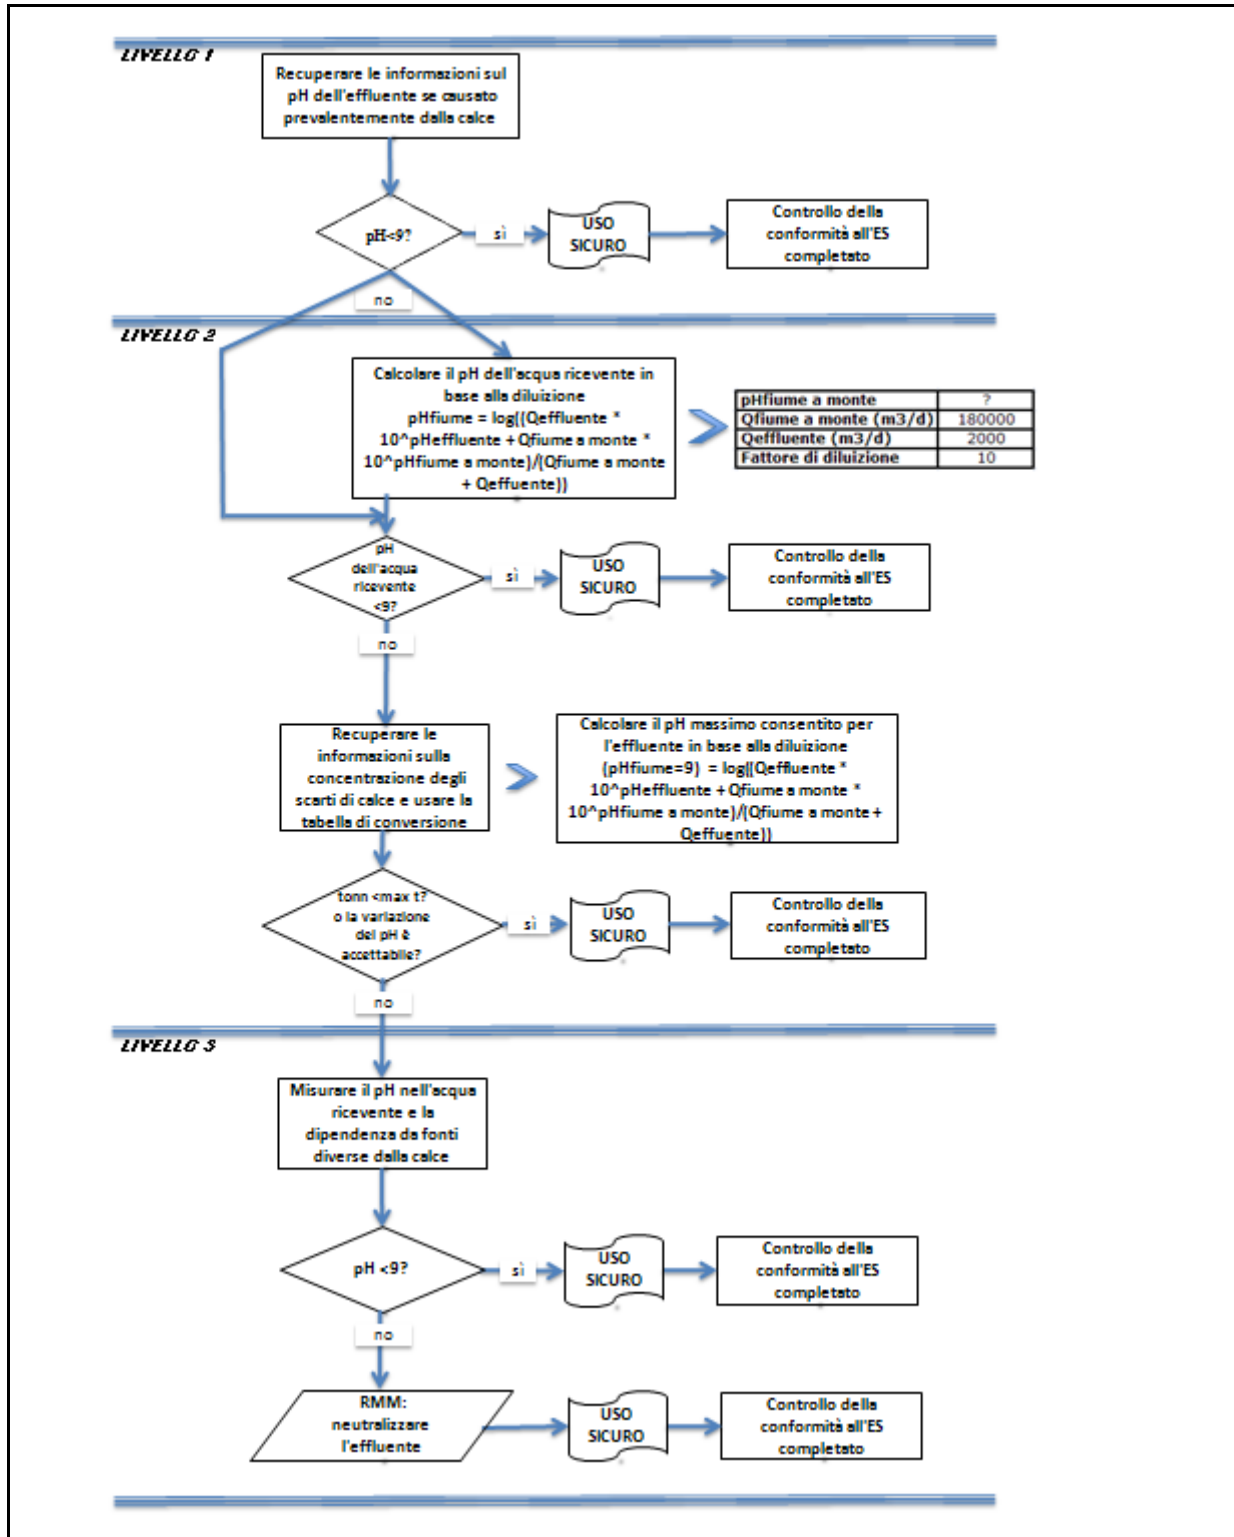 LIVELLO 1
Recuperare le informazioni sul
pH dell'effluente se causato
prevalentemente dalla calce
pH<9?
sì
USO
SICURO
Controllo della
conformità all'ES
completato
no
LIVELLO 2
Calcolare il pH dell'acqua ricevente in
base alla diluizione
pHfiume = log((Qeffluente *
10^pHeffluente + Qfiume a monte *
10^pHfiume a monte)/(Qfiume a monte
+ Qeffuente))
pHfiume a monte ?
Qfiume a monte (m3/d) 180000
Qeffluente (m3/d) 2000
Fattore di diluizione 10
pH
dell'acqua
ricevente
<9?
sì
USO
SICURO
Controllo della
conformità all'ES
completato
no
Recuperare le
informazioni sulla
concentrazione degli
scarti di calce e usare la
tabella di conversione
Calcolare il pH massimo consentito per
l'effluente in base alla diluizione
(pHfiume=9) = log((Qeffluente *
10^pHeffluente + Qfiume a monte *
10^pHfiume a monte)/(Qfiume a monte +
Qeffuente))
tonn <max t?
o la variazione
del pH è
accettabile?
sì
USO
SICURO
Controllo della
conformità all'ES
completato
no
LIVELLO 3
Misurare il pH nell'acqua
ricevente e la
dipendenza da fonti
diverse dalla calce
pH <9?
sì
USO
SICURO
Controllo della
conformità all'ES
completato
no
RMM:
neutralizzare
l'effluente
USO
SICURO
Controllo della
conformità all'ES
completato